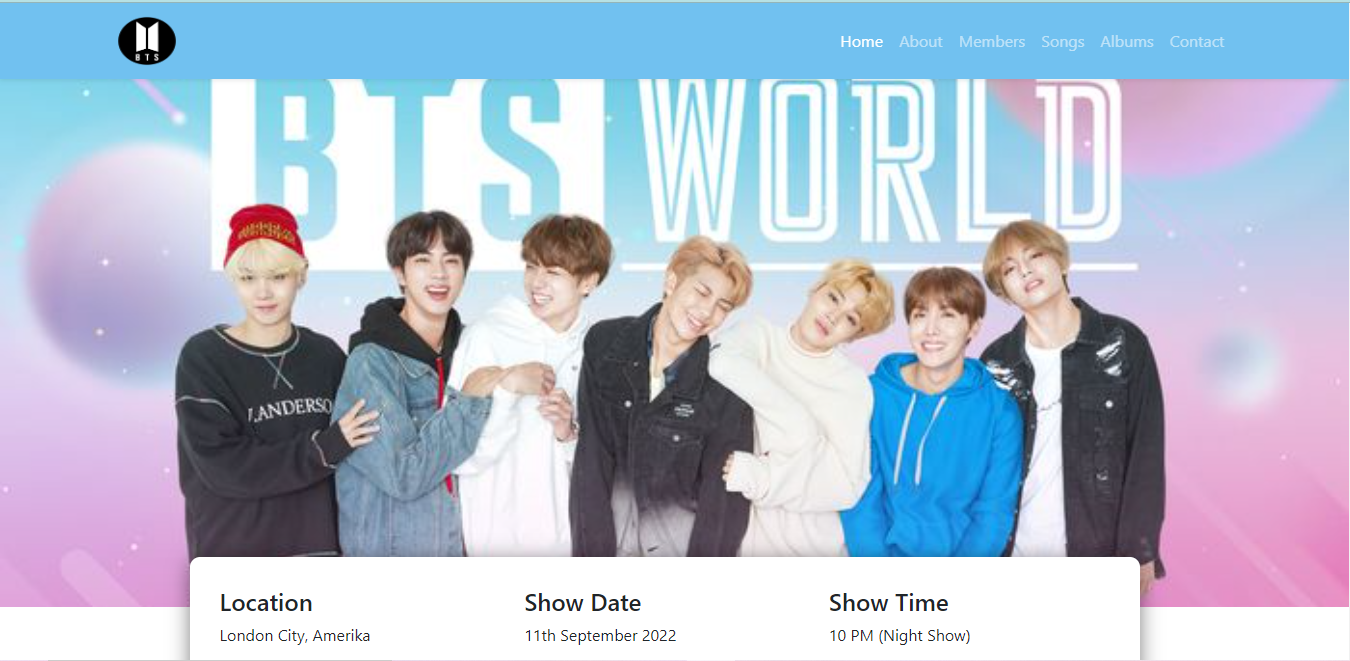 BTS
Home About Members Songs Albums Contact
BTS WORLD
.ANDERSO
Location Show Date Show Time
London City, Amerika 11th September 2022 10 PM (Night Show)